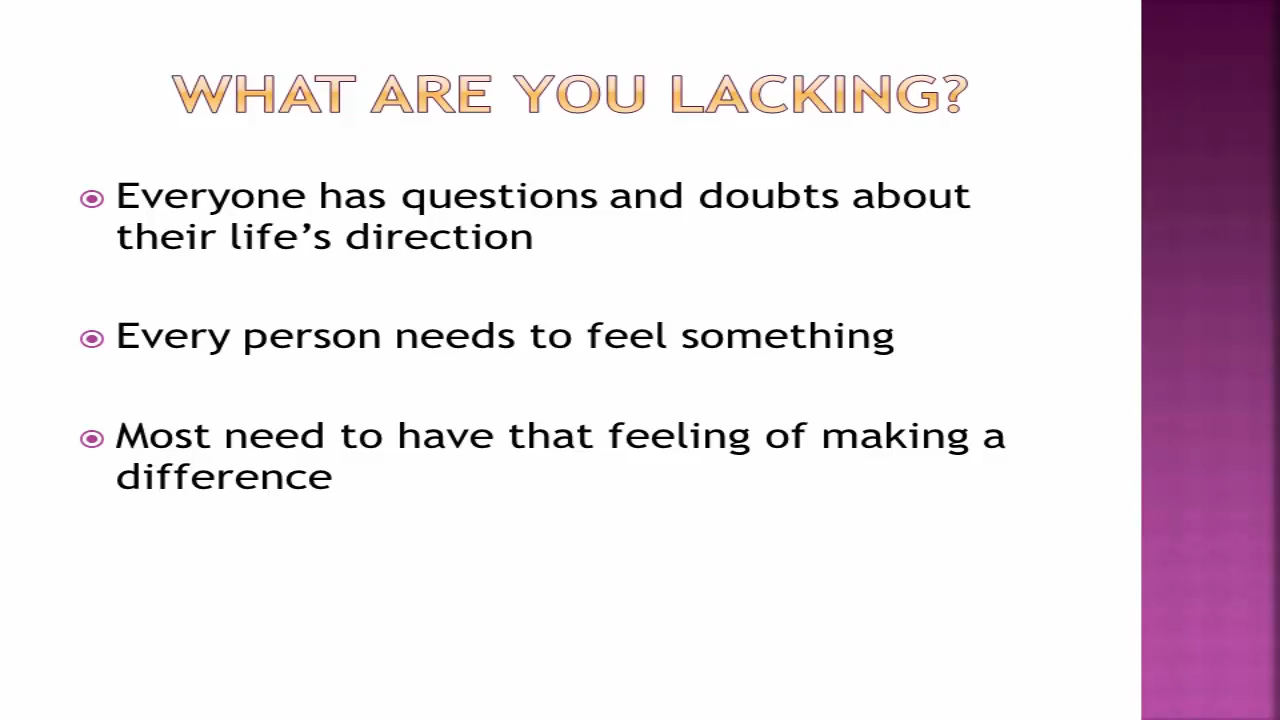 WHAT ARE YOU LACKING?
Everyone has questions and doubts about
their life’s direction
Every person needs to feel something
Most need to have that feeling of making a
difference